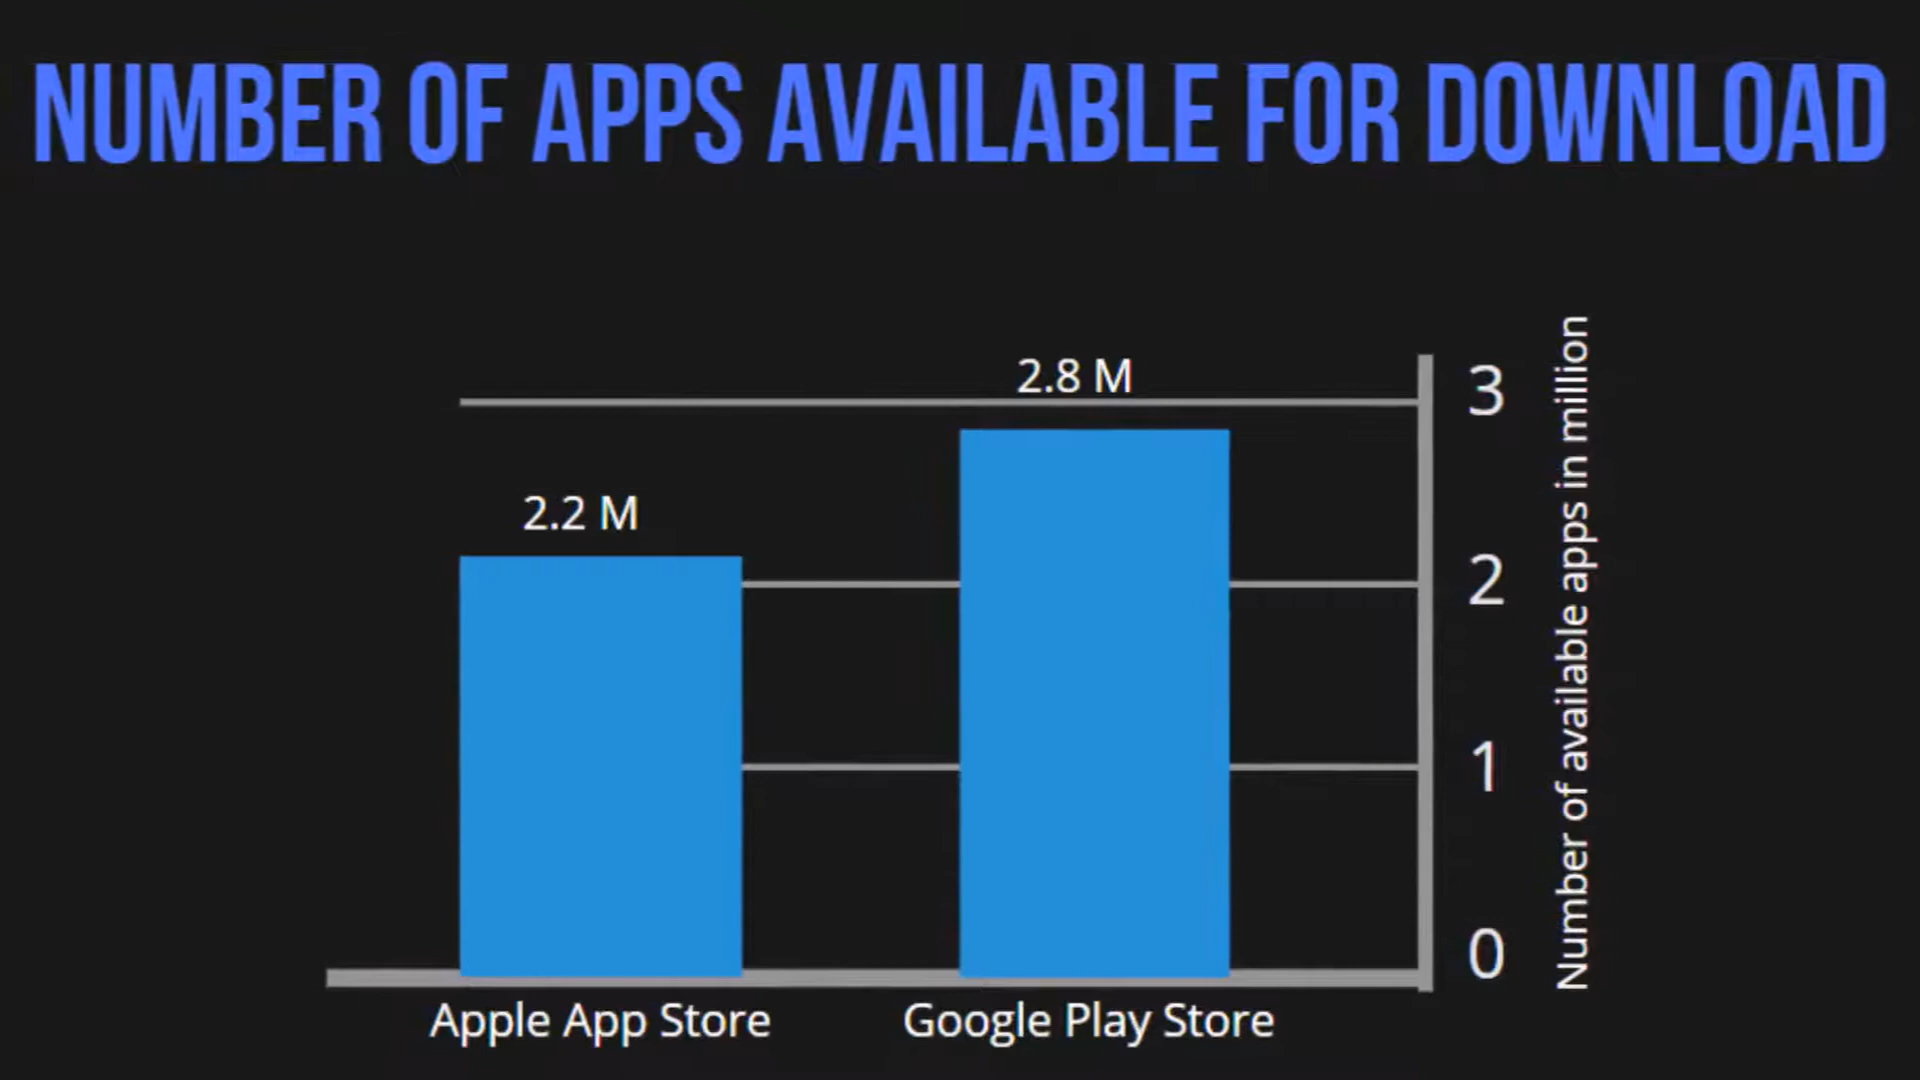 NUMBER OF APPS AVAILABLE FOR DOWNLOAD
2.8 M
2.2 M
3
2
1
0
Number of available apps in million
Apple App Store
Google Play Store